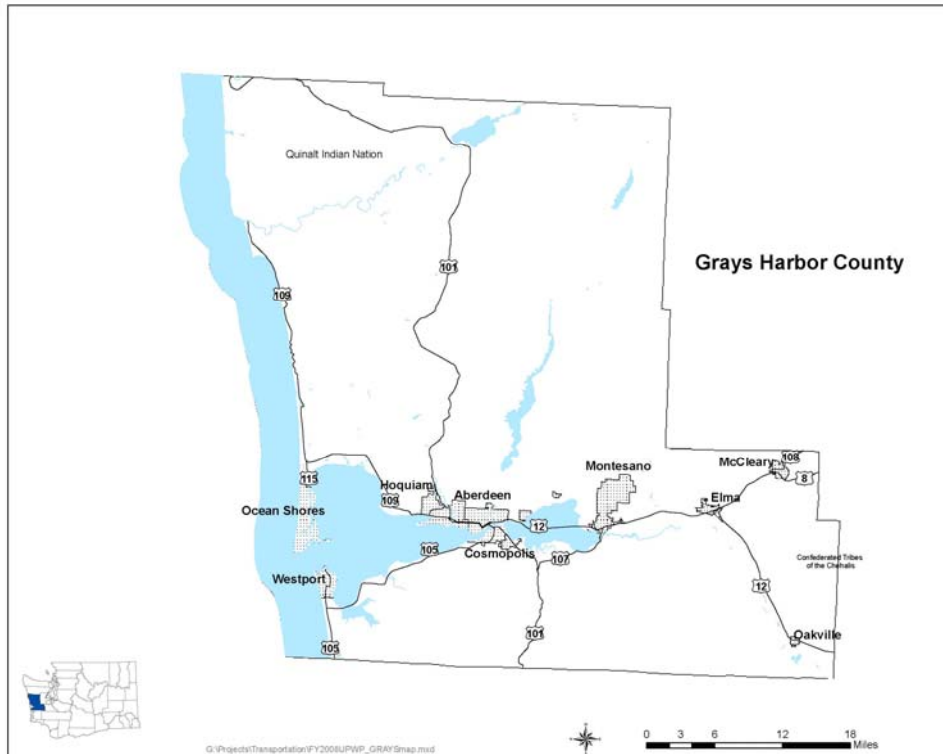 Quinalt Indian Nation
101
Grays Harbor County
109
Montesano
McCleary
108
8
115
Hoquiam
109
Aberdeen
Elma
Ocean Shores
12
105
Cosmopolis
107
Confederated Tribes
of the Chehalis
Westport
12
101
Oakville
105
0 3 6 12 18
Miles
G:\Projects\Transportation\FY2008UPWP_GRAYSmap.mxd